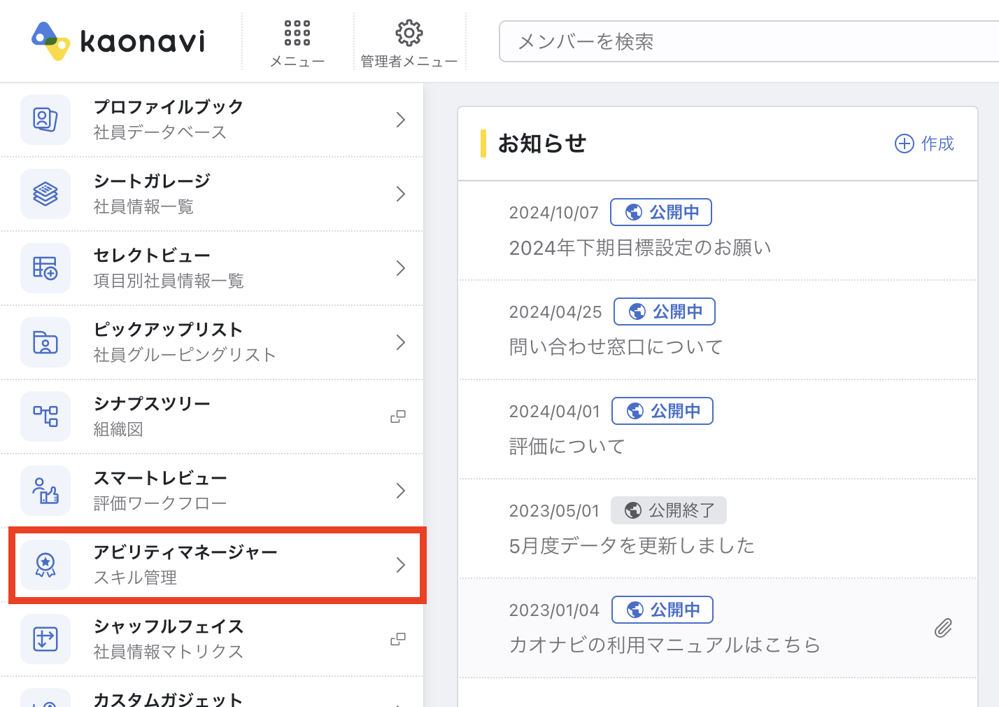 kaonavi
メニュー
管理者メニュー
メンバーを検索
プロファイルブック
社員データベース
シートガレージ
社員情報一覧
セレクトビュー
項目別社員情報一覧
ピックアップリスト
社員グルーピングリスト
シナプスツリー
組織図
スマートレビュー
評価ワークフロー
アビリティマネージャー
スキル管理
シャッフルフェイス
社員情報マトリクス
カスタムガジェット
お知らせ
作成
2024/10/07 公開中
2024年下期目標設定のお願い
2024/04/25 公開中
問い合わせ窓口について
2024/04/01 公開中
評価について
2023/05/01 公開終了
5月度データを更新しました
2023/01/04 公開中
カオナビの利用マニュアルはこちら